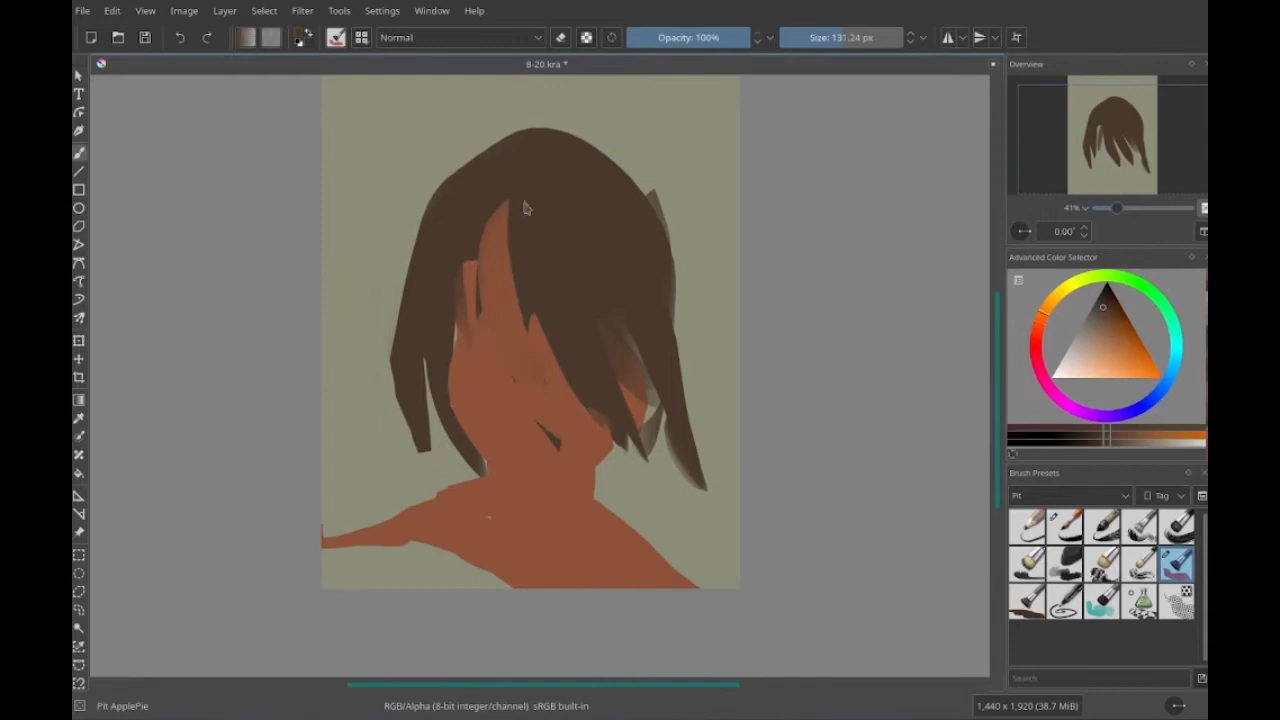 File Edit View Image Layer Select Filter Tools Settings Window Help
Normal Opacity: 100% Size: 131.24 px
8-20.kra *
Overview
41%
0.00°
Advanced Color Selector
Brush Presets
Pit Tag
Search
Pit ApplePie RGB/Alpha (8-bit integer/channel) sRGB built-in 1,440 x 1,920 (38.7 MiB)